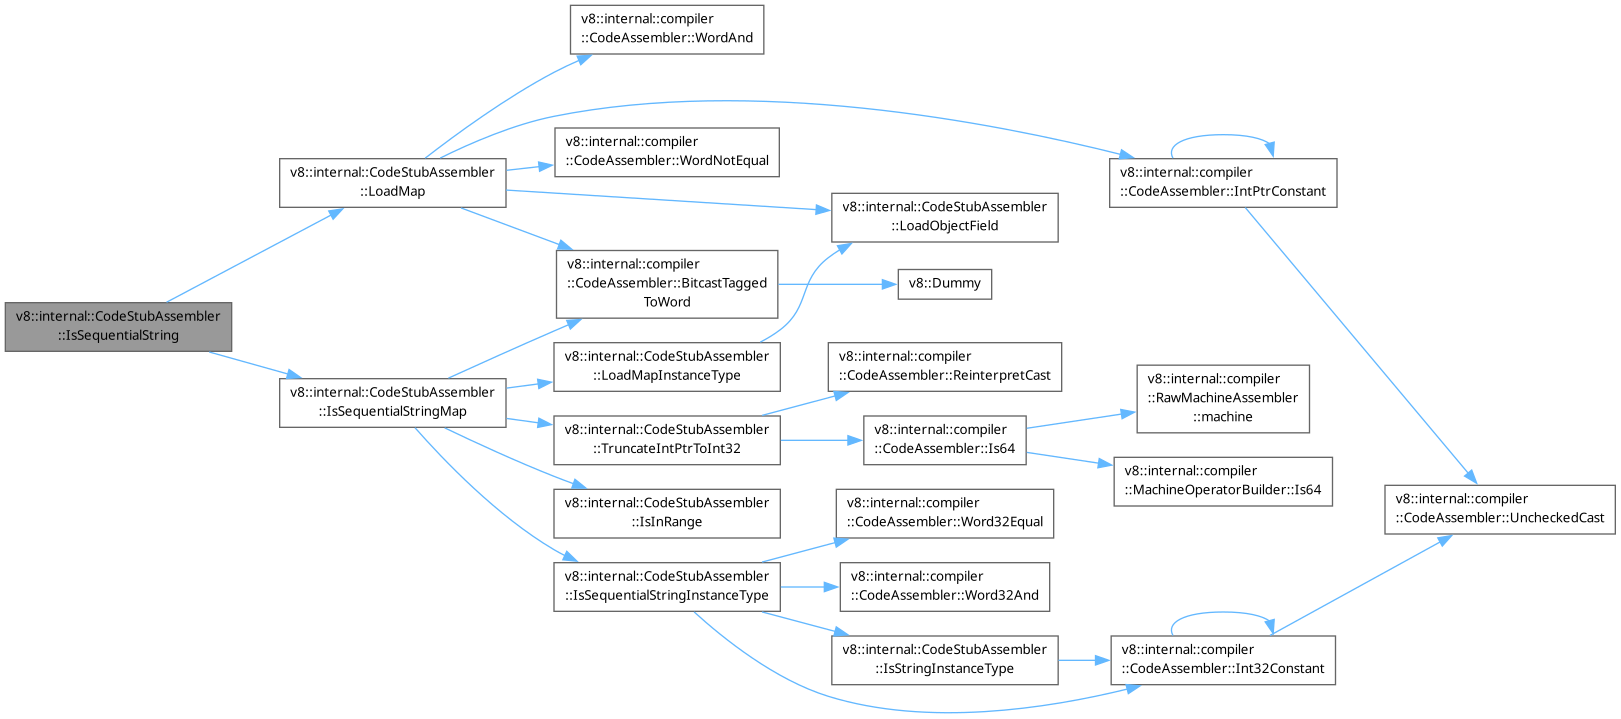 v8::internal::compiler
::CodeAssembler::WordAnd
v8::internal::compiler
::CodeAssembler::WordNotEqual
v8::internal::CodeStubAssembler
::LoadMap
v8::internal::compiler
::CodeAssembler::IntPtrConstant
v8::internal::CodeStubAssembler
::LoadObjectField
v8::internal::compiler
::CodeAssembler::BitcastTagged
ToWord
v8::Dummy
v8::internal::CodeStubAssembler
::IsSequentialString
v8::internal::CodeStubAssembler
::LoadMapInstanceType
v8::internal::compiler
::CodeAssembler::ReinterpretCast
v8::internal::compiler
::RawMachineAssembler
::machine
v8::internal::CodeStubAssembler
::IsSequentialStringMap
v8::internal::CodeStubAssembler
::TruncateIntPtrToInt32
v8::internal::compiler
::CodeAssembler::Is64
v8::internal::compiler
::MachineOperatorBuilder::Is64
v8::internal::CodeStubAssembler
::IsInRange
v8::internal::compiler
::CodeAssembler::Word32Equal
v8::internal::compiler
::CodeAssembler::UncheckedCast
v8::internal::CodeStubAssembler
::IsSequentialStringInstanceType
v8::internal::compiler
::CodeAssembler::Word32And
v8::internal::CodeStubAssembler
::IsStringInstanceType
v8::internal::compiler
::CodeAssembler::Int32Constant